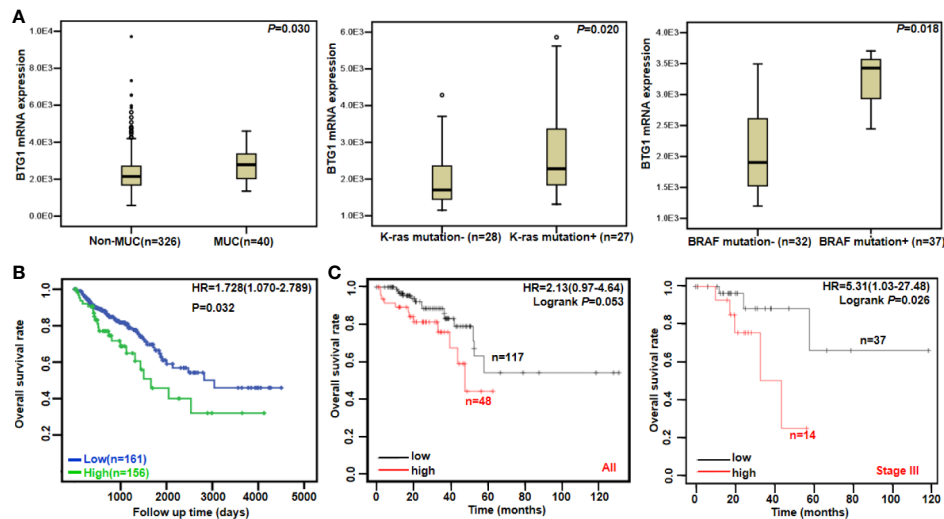 A
P=0.030
1.0E4
8.0E3
6.0E3
4.0E3
2.0E3
0.0E0
BTG1 mRNA expression
Non-MUC(n=326) MUC(n=40)
P=0.020
6.0E3
5.0E3
4.0E3
3.0E3
2.0E3
1.0E3
BTG1 mRNA expression
K-ras mutation- (n=28) K-ras mutation+ (n=27)
P=0.018
4.0E3
3.5E3
3.0E3
2.5E3
2.0E3
1.5E3
1.0E3
BTG1 mRNA expression
BRAF mutation- (n=32) BRAF mutation+ (n=37)
B
HR=1.728(1.070-2.789)
P=0.032
1.0
0.8
0.6
0.4
0.2
Overall survival rate
Low(n=161)
High(n=156)
1000 2000 3000 4000 5000
Follow up time (days)
C
HR=2.13(0.97-4.64)
Logrank P=0.053
1.0
0.8
0.6
0.4
0.2
0.0
Overall survival rate
n=117
n=48
low
high
All
0 20 40 60 80 100 120
Time (months)
HR=5.31(1.03-27.48)
Logrank P=0.026
1.0
0.8
0.6
0.4
0.2
0.0
Overall survival rate
n=37
n=14
low
high
Stage III
0 20 40 60 80 100 120
Time (months)